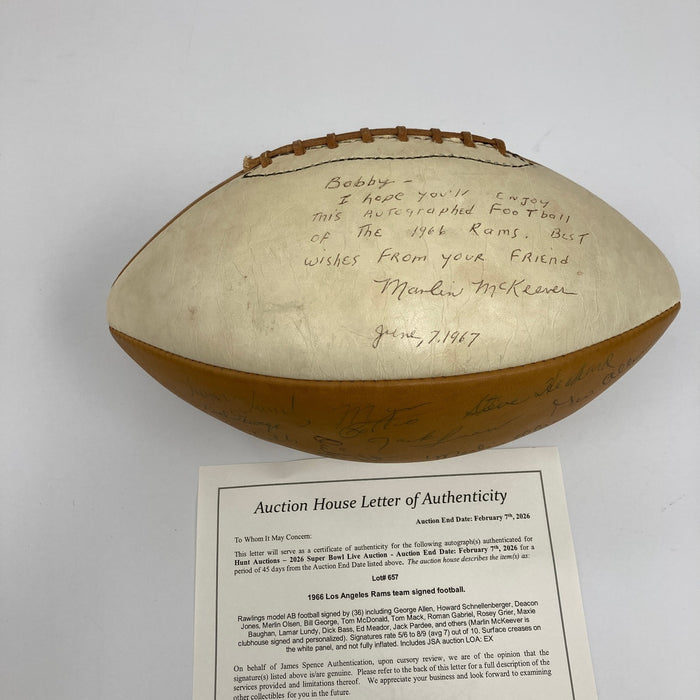 Bobby -
I hope you'll enjoy
This Autographed Football
of The 1966 Rams. Best
wishes From your Friend
Marlin McKeever
June, 7, 1967
Steve Heckard
Auction House Letter of Authenticity
Auction End Date: February 7th, 2026
To Whom It May Concern:
This letter will serve as a certificate of authenticity for the following autograph(s) authenticated for
Hunt Auctions – 2026 Super Bowl Live Auction - Auction End Date: February 7th, 2026 for a
period of 45 days from the Auction End Date listed above. The auction house describes the item(s) as:
Lot# 657
1966 Los Angeles Rams team signed football.
Rawlings model AB football signed by (36) including George Allen, Howard Schnellenberger, Deacon
Jones, Merlin Olsen, Bill George, Tom McDonald, Tom Mack, Roman Gabriel, Rosey Grier, Maxie
Baughan, Lamar Lundy, Dick Bass, Ed Meador, Jack Pardee, and others (Marlin McKeever is
clubhouse signed and personalized). Signatures rate 5/6 to 8/9 (avg 7) out of 10. Surface creases on
the white panel, and not fully inflated. Includes JSA auction LOA: EX
On behalf of James Spence Authentication, upon cursory review, we are of the opinion that the
signature(s) listed above is/are genuine. Please refer to the back of this letter for a full description of the
services provided and limitations thereof. We appreciate your business and look forward to examining
other collectibles for you in the future.